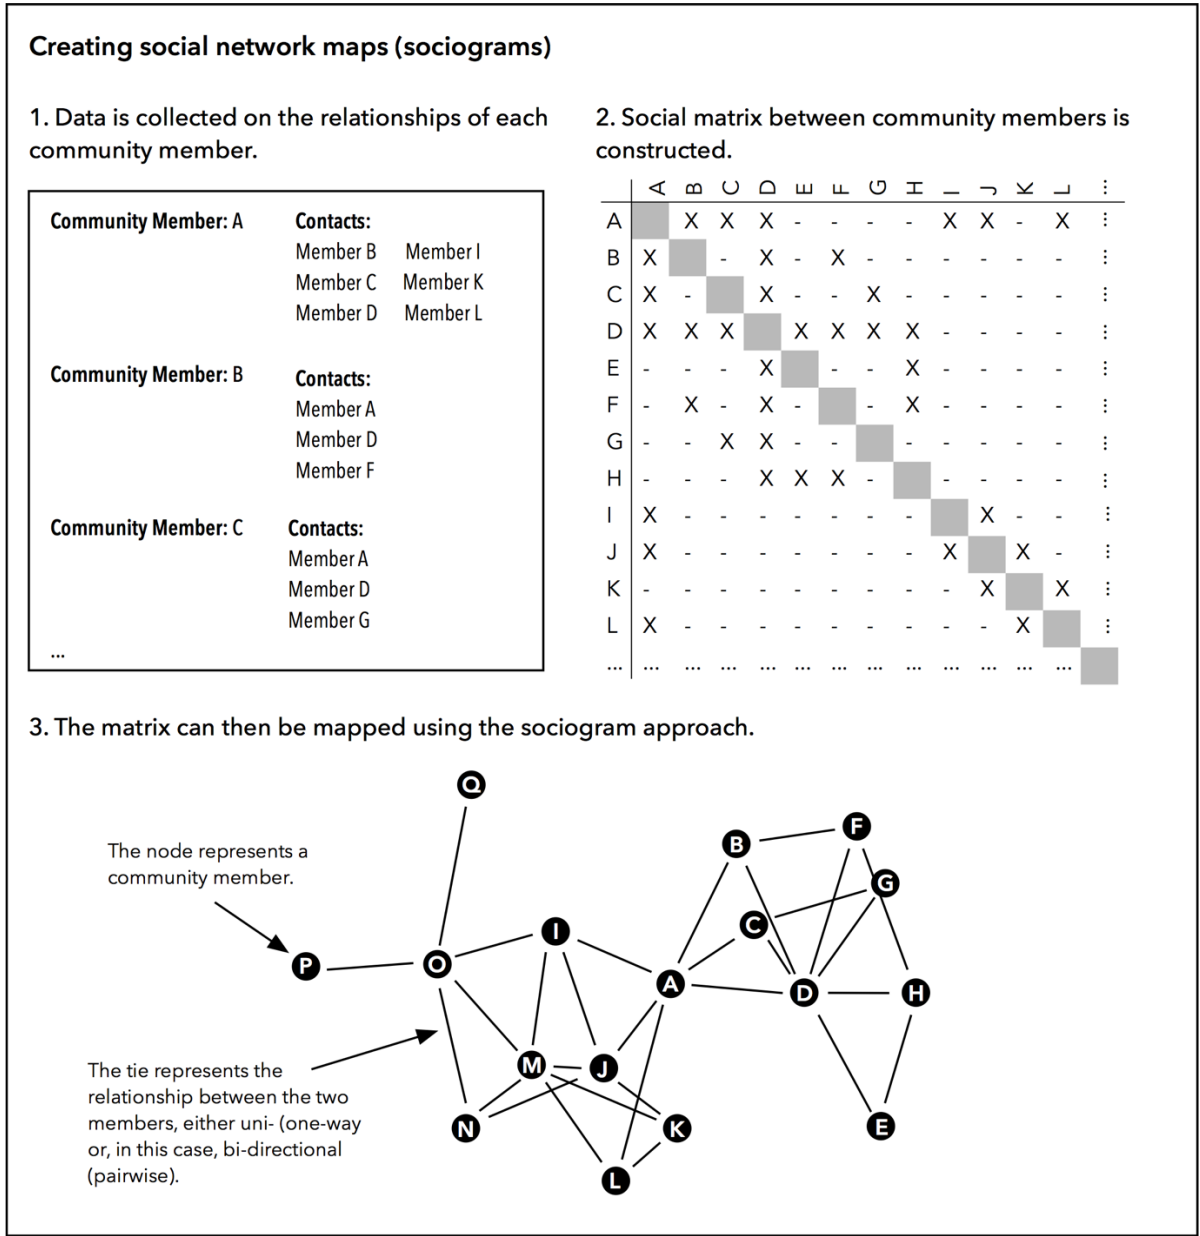 Creating social network maps (sociograms)
1. Data is collected on the relationships of each
community member.
Community Member: A Contacts:
Member B Member I
Member C Member K
Member D Member L
Community Member: B Contacts:
Member A
Member D
Member F
Community Member: C Contacts:
Member A
Member D
Member G
...
2. Social matrix between community members is
constructed.
A B C D E F G H I J K L ...
A X X X - - - - X X - X ...
B X - X - X - - - - - - ...
C X - X - - X - - - - - ...
D X X X X X X X - - - - ...
E - - - X - - X - - - - ...
F - X - X - - X - - - - ...
G - - X X - - - - - - - ...
H - - - X X X - - - - - ...
I X - - - - - - - X - - ...
J X - - - - - - - X X - ...
K - - - - - - - - - X X ...
L X - - - - - - - - - X ...
... ... ... ... ... ... ... ... ... ... ... ... ...
3. The matrix can then be mapped using the sociogram approach.
The node represents a
community member.
The tie represents the
relationship between the two
members, either uni- (one-way
or, in this case, bi-directional
(pairwise).
Q
F
B
G
C
I
O
P
A
D
H
M
J
N
K
E
L